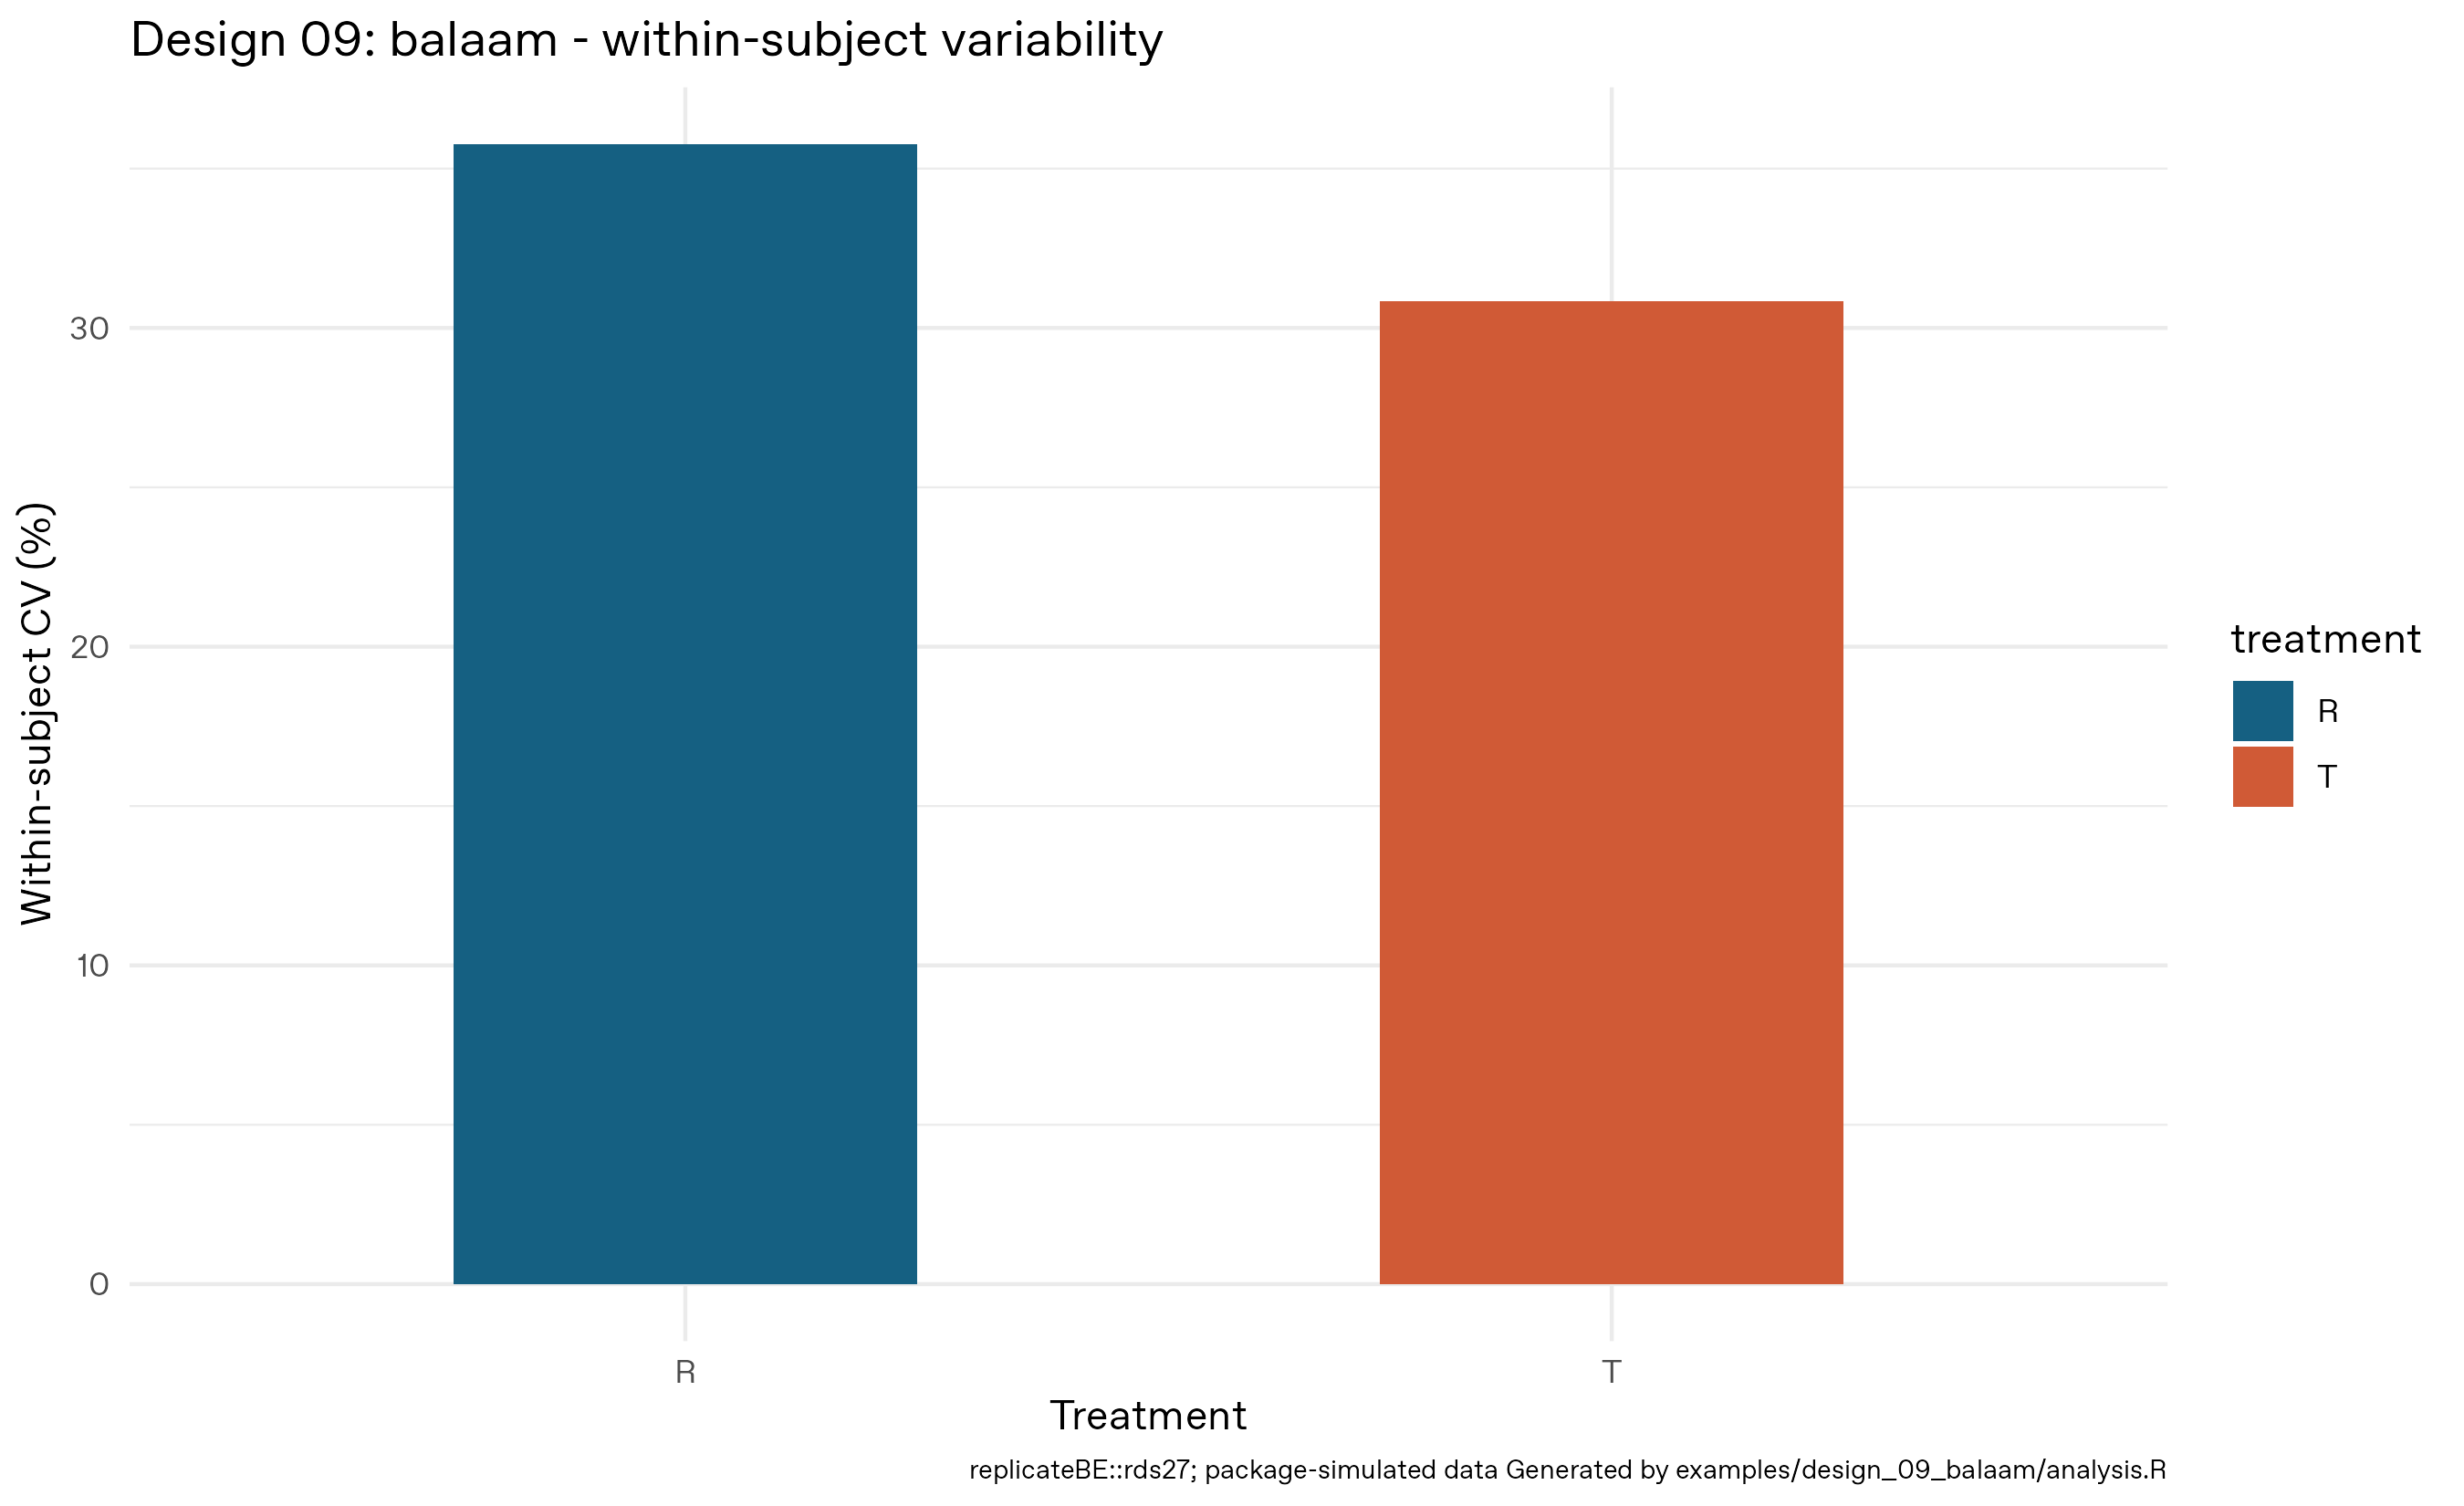 Design 09: balaam - within-subject variability
Within-subject CV (%)
30
20
10
0
R
T
Treatment
treatment
R
T
replicateBE::rds27; package-simulated data Generated by examples/design_09_balaam/analysis.R